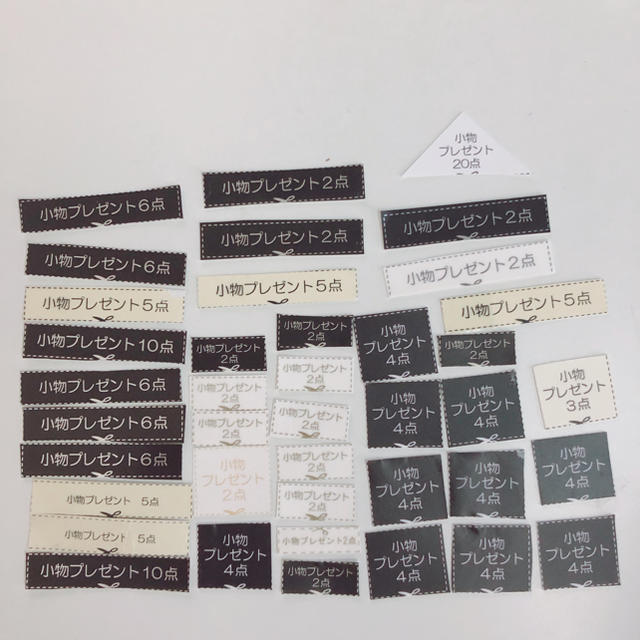 小物
プレゼント
20点
小物プレゼント6点
小物プレゼント6点
小物プレゼント5点
小物プレゼント10点
小物プレゼント6点
小物プレゼント6点
小物プレゼント6点
小物プレゼント 5点
小物プレゼント 5点
小物プレゼント10点
小物プレゼント2点
小物プレゼント2点
小物プレゼント5点
小物プレゼント2点
小物プレゼント2点
小物プレゼント5点
小物プレゼント
2点
小物プレゼント
2点
小物プレゼント
2点
小物
プレゼント
2点
小物
プレゼント
4点
小物プレゼント
2点
小物プレゼント
2点
小物プレゼント
2点
小物プレゼント
2点
小物プレゼント
2点
小物プレゼント2点
小物プレゼント
2点
小物
プレゼント
4点
小物
プレゼント
4点
小物
プレゼント
4点
小物
プレゼント
4点
小物プレゼント
2点
小物
プレゼント
4点
小物
プレゼント
4点
小物
プレゼント
4点
小物
プレゼント
3点
小物
プレゼント
4点
小物
プレゼント
4点